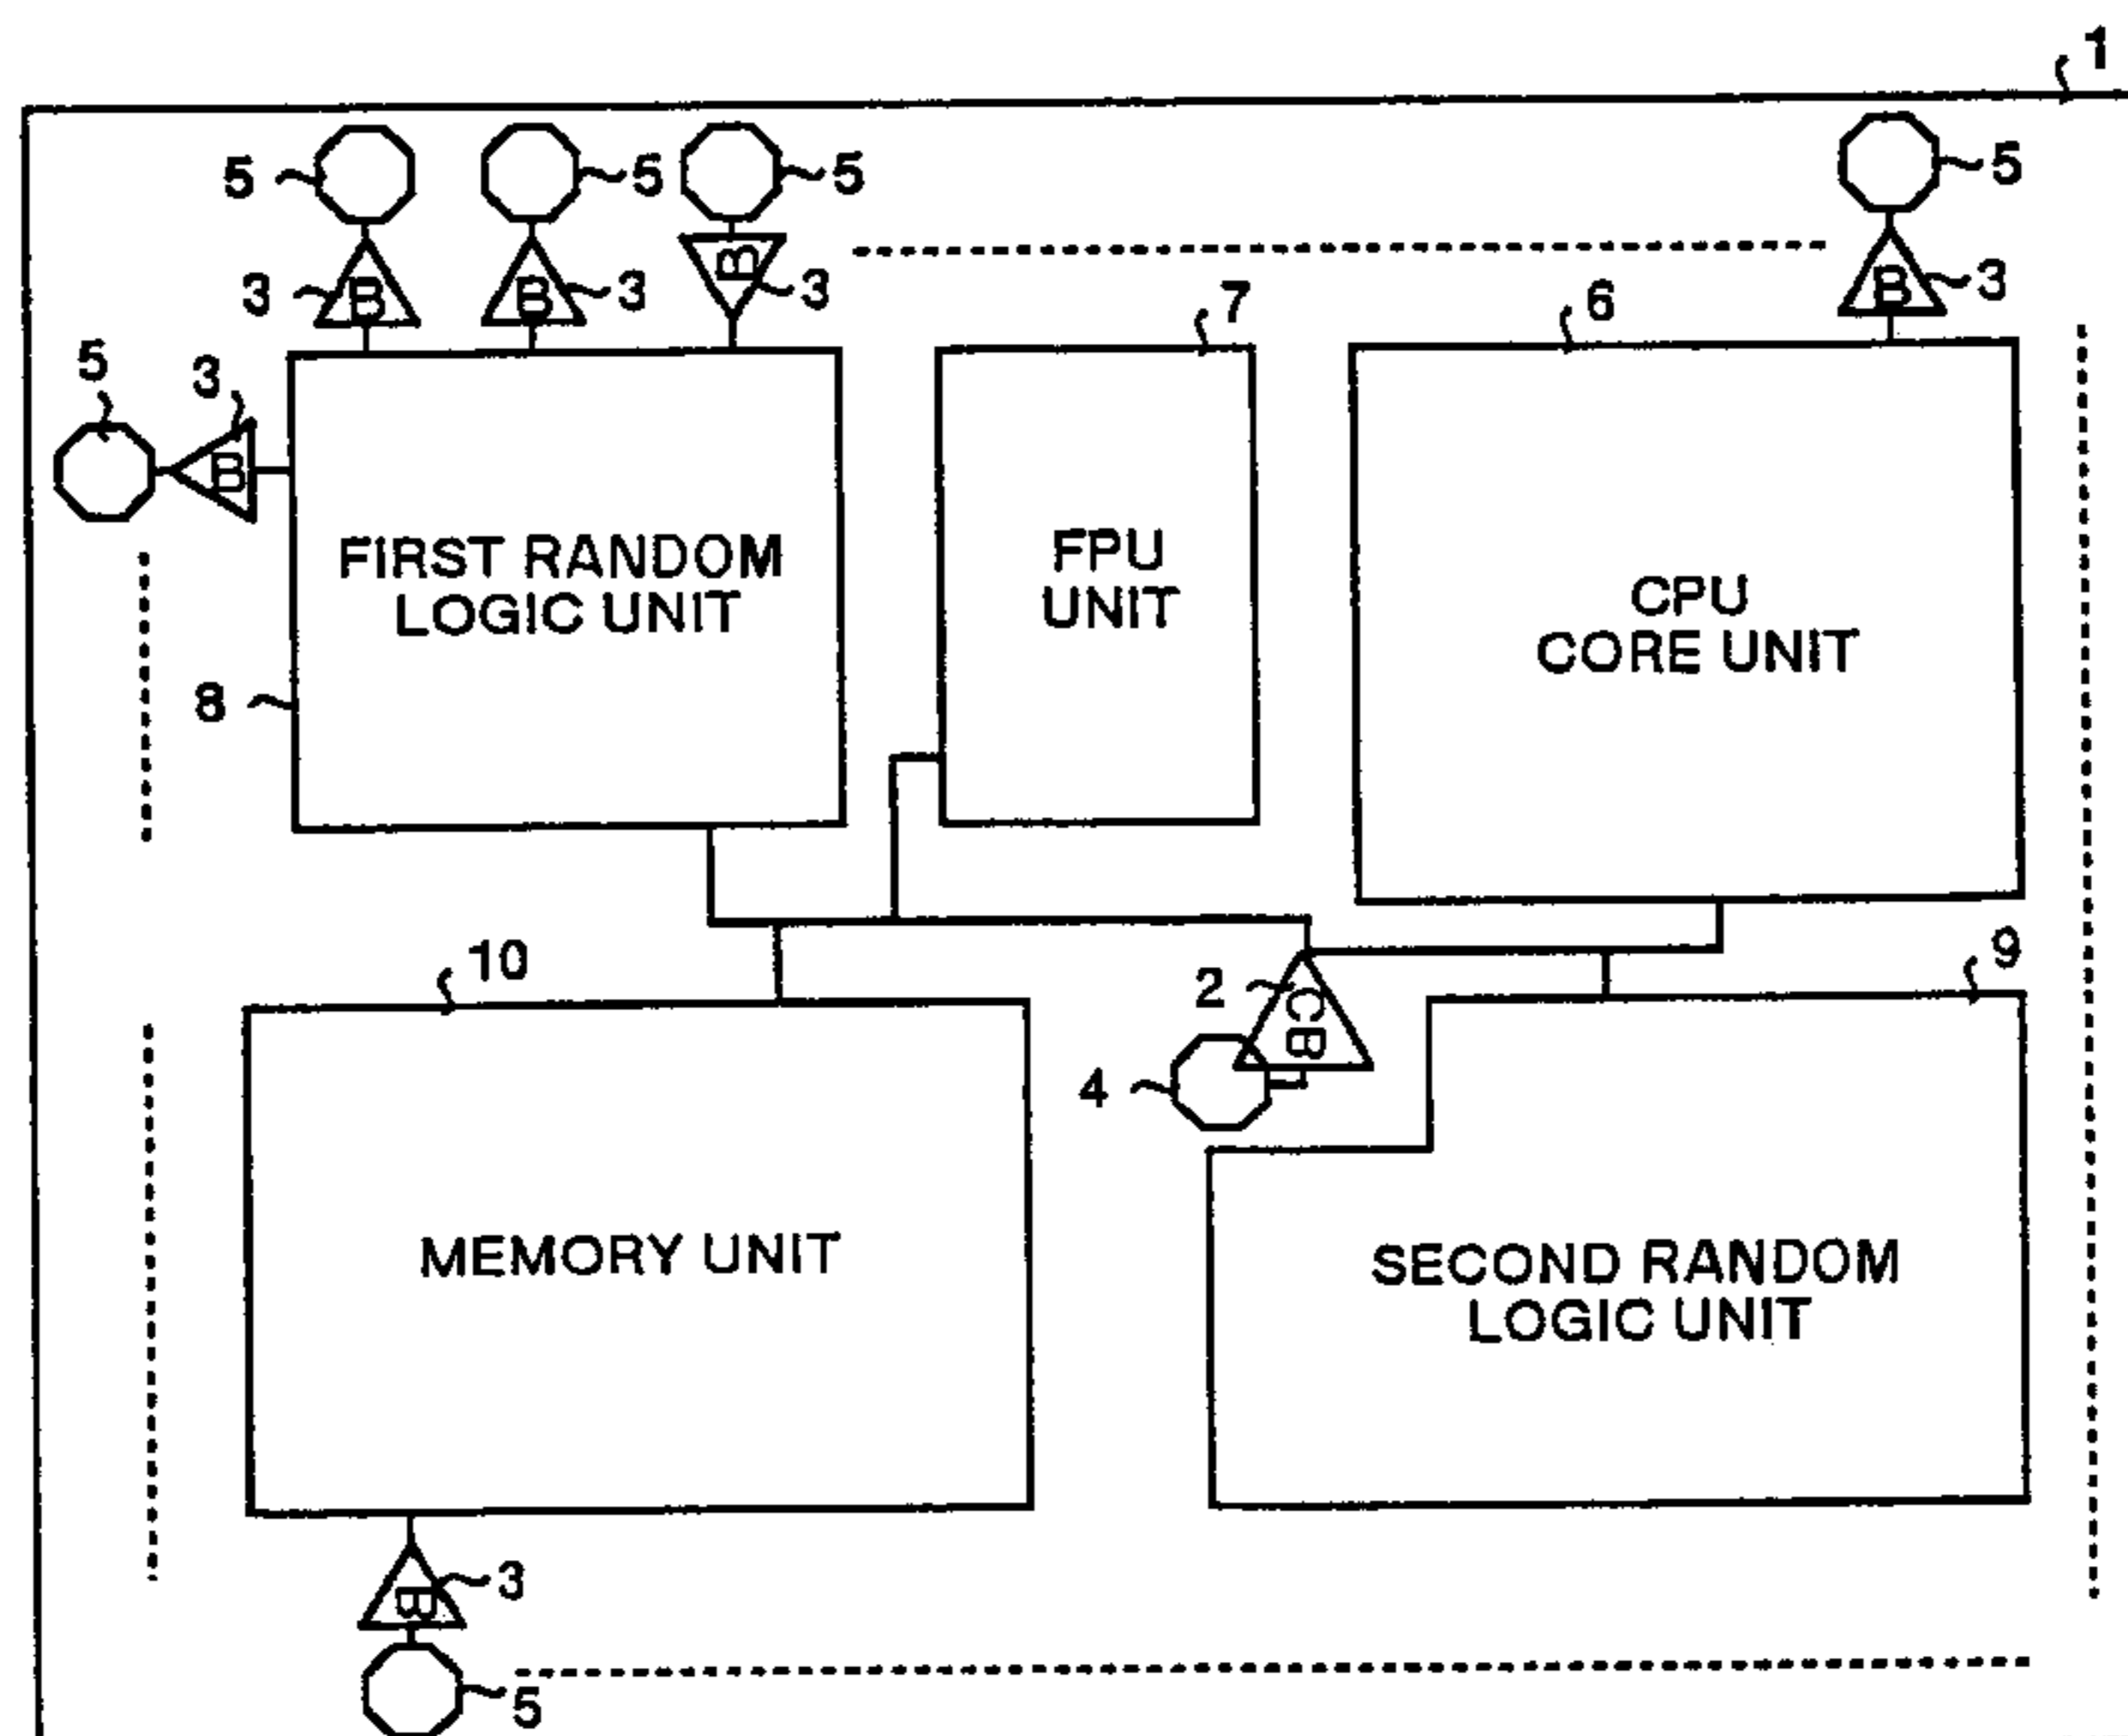 1
5 5 5 5
3 B B 3 B 3 B 3
7 6
5 3
B
FIRST RANDOM
LOGIC UNIT
FPU
UNIT
CPU
CORE UNIT
8
10 2 9
C
B
4
MEMORY UNIT
SECOND RANDOM
LOGIC UNIT
3
B
5